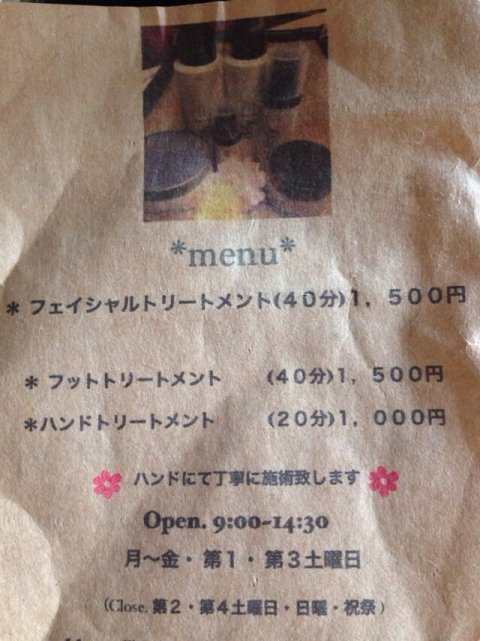 *menu*
* フェイシャルトリートメント(40分)1，500円
* フットトリートメント (40分)1，500円
*ハンドトリートメント (20分)1，000円
ハンドにて丁寧に施術致します
Open. 9:00~14:30
月～金・第1・第3土曜日
(Close. 第2・第4土曜日・日曜・祝祭)